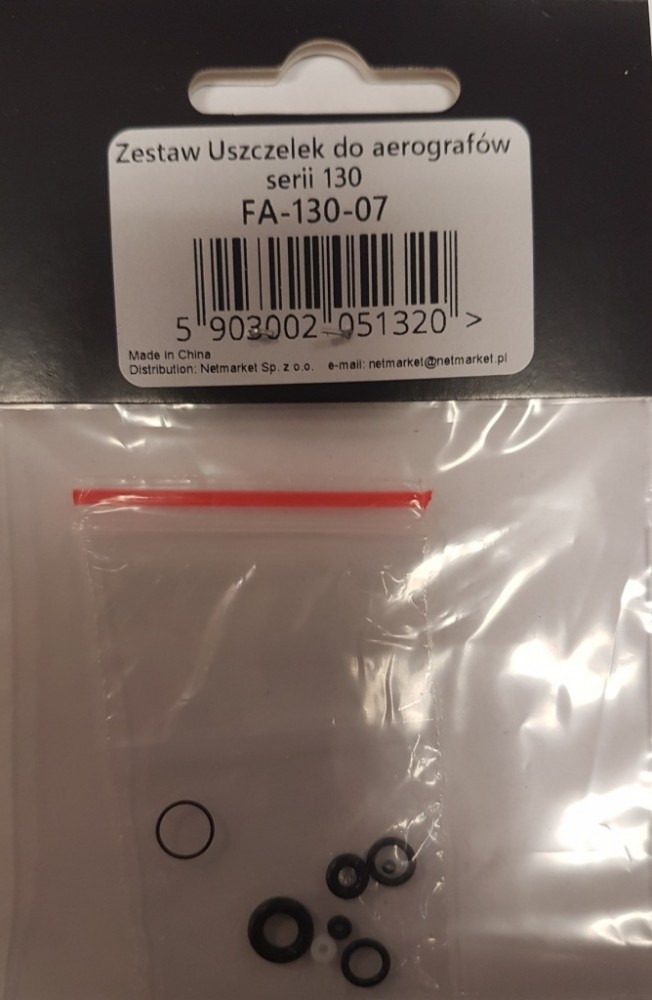 Zestaw Uszczelek do aerografów
serii 130
FA-130-07
5 903002 051320 >
Made in China
Distribution: Netmarket Sp. z o.o. e-mail: netmarket@netmarket.pl